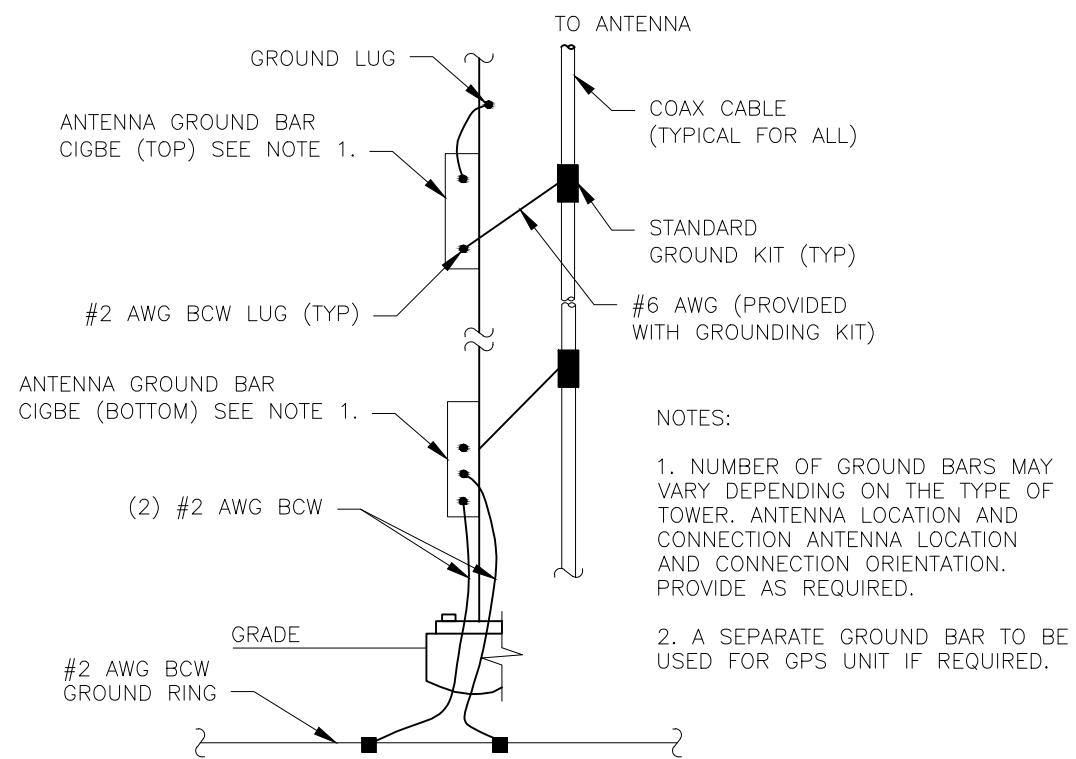 TO ANTENNA
GROUND LUG
COAX CABLE
(TYPICAL FOR ALL)
ANTENNA GROUND BAR
CIGBE (TOP) SEE NOTE 1.
STANDARD
GROUND KIT (TYP)
#2 AWG BCW LUG (TYP)
#6 AWG (PROVIDED
WITH GROUNDING KIT)
ANTENNA GROUND BAR
CIGBE (BOTTOM) SEE NOTE 1.
(2) #2 AWG BCW
GRADE
#2 AWG BCW
GROUND RING
NOTES:
1. NUMBER OF GROUND BARS MAY
VARY DEPENDING ON THE TYPE OF
TOWER. ANTENNA LOCATION AND
CONNECTION ANTENNA LOCATION
AND CONNECTION ORIENTATION.
PROVIDE AS REQUIRED.
2. A SEPARATE GROUND BAR TO BE
USED FOR GPS UNIT IF REQUIRED.